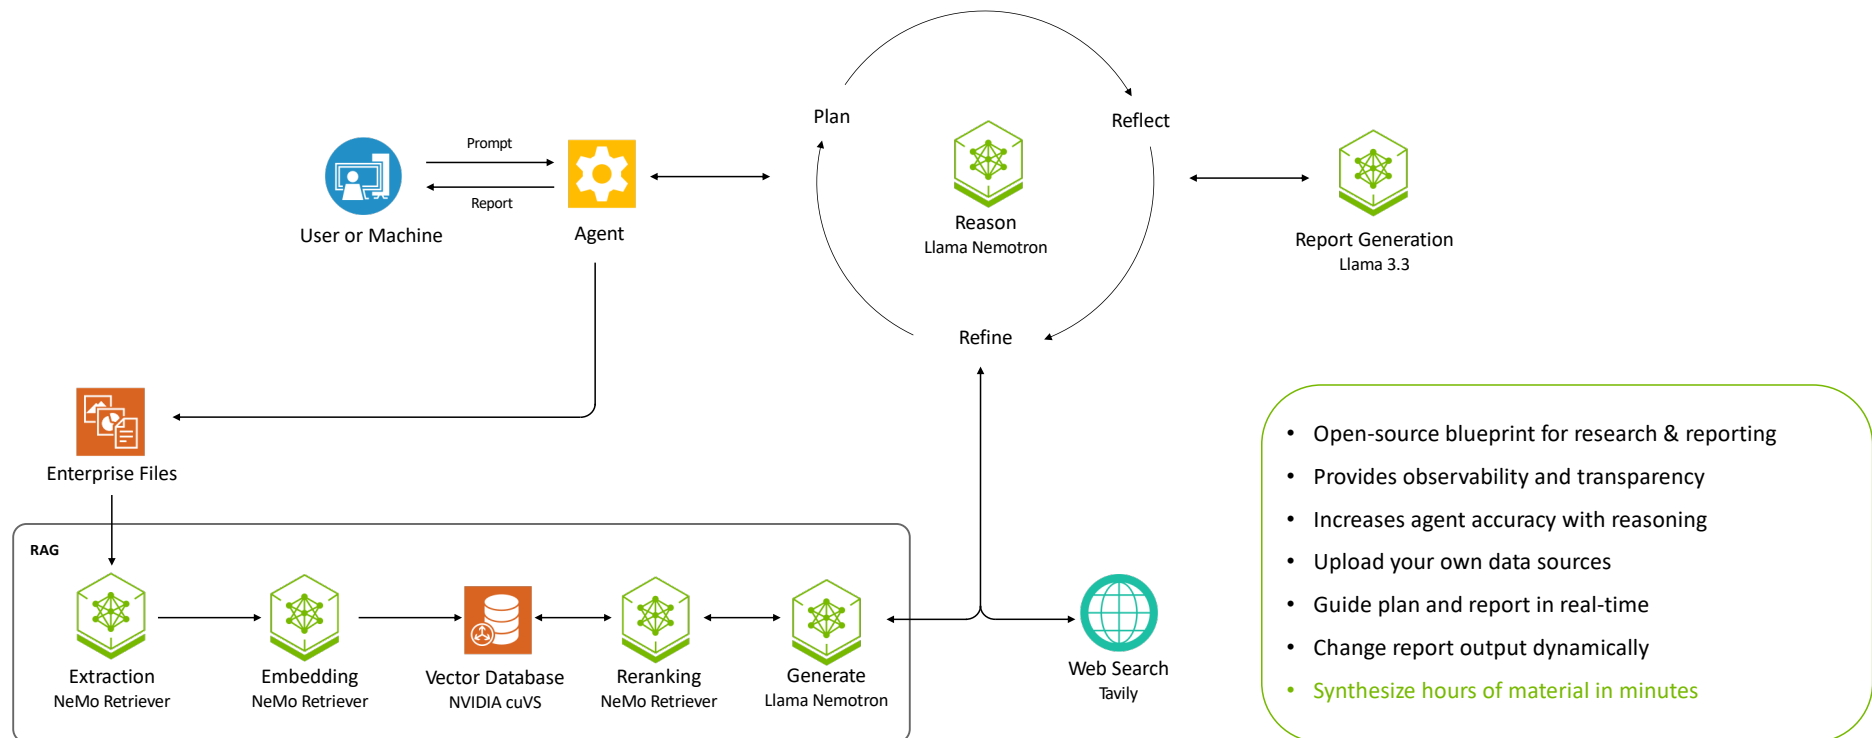 Prompt
Report
User or Machine
Agent
Plan
Reflect
Reason
Llama Nemotron
Refine
Report Generation
Llama 3.3
Enterprise Files
RAG
Extraction
NeMo Retriever
Embedding
NeMo Retriever
Vector Database
NVIDIA cuVS
Reranking
NeMo Retriever
Generate
Llama Nemotron
Web Search
Tavily
• Open-source blueprint for research & reporting
• Provides observability and transparency
• Increases agent accuracy with reasoning
• Upload your own data sources
• Guide plan and report in real-time
• Change report output dynamically
• Synthesize hours of material in minutes